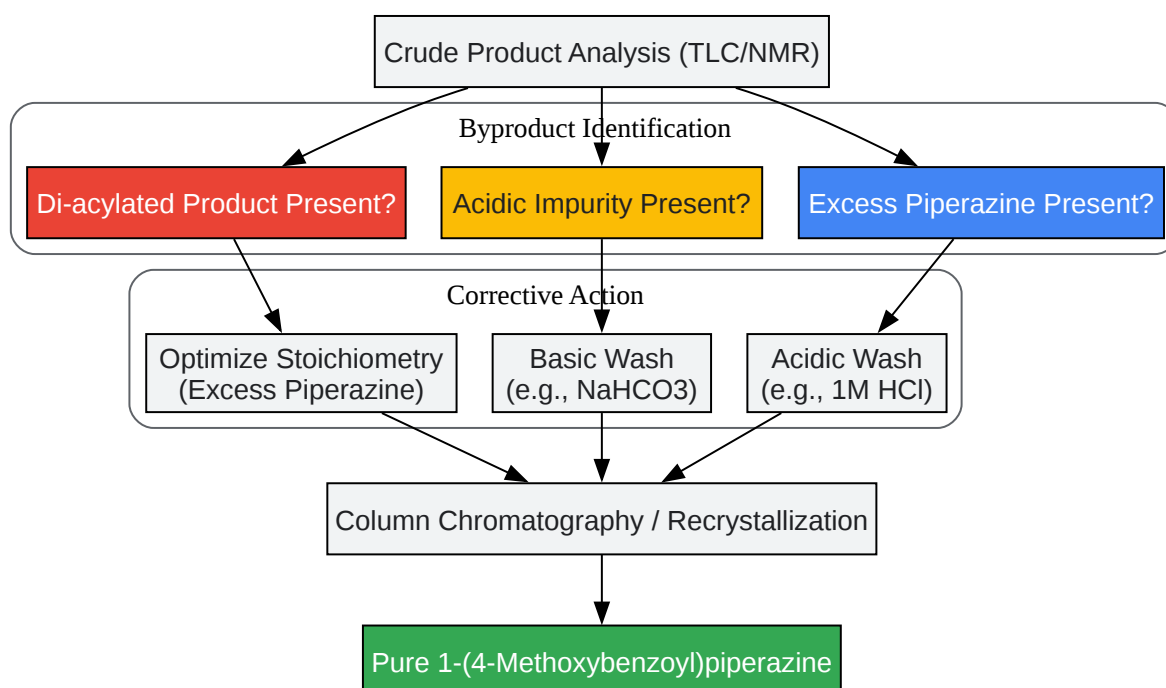 Crude Product Analysis (TLC/NMR)
Byproduct Identification
Di-acylated Product Present?
Acidic Impurity Present?
Excess Piperazine Present?
Corrective Action
Optimize Stoichiometry
(Excess Piperazine)
Basic Wash
(e.g., NaHCO3)
Acidic Wash
(e.g., 1M HCl)
Column Chromatography / Recrystallization
Pure 1-(4-Methoxybenzoyl)piperazine